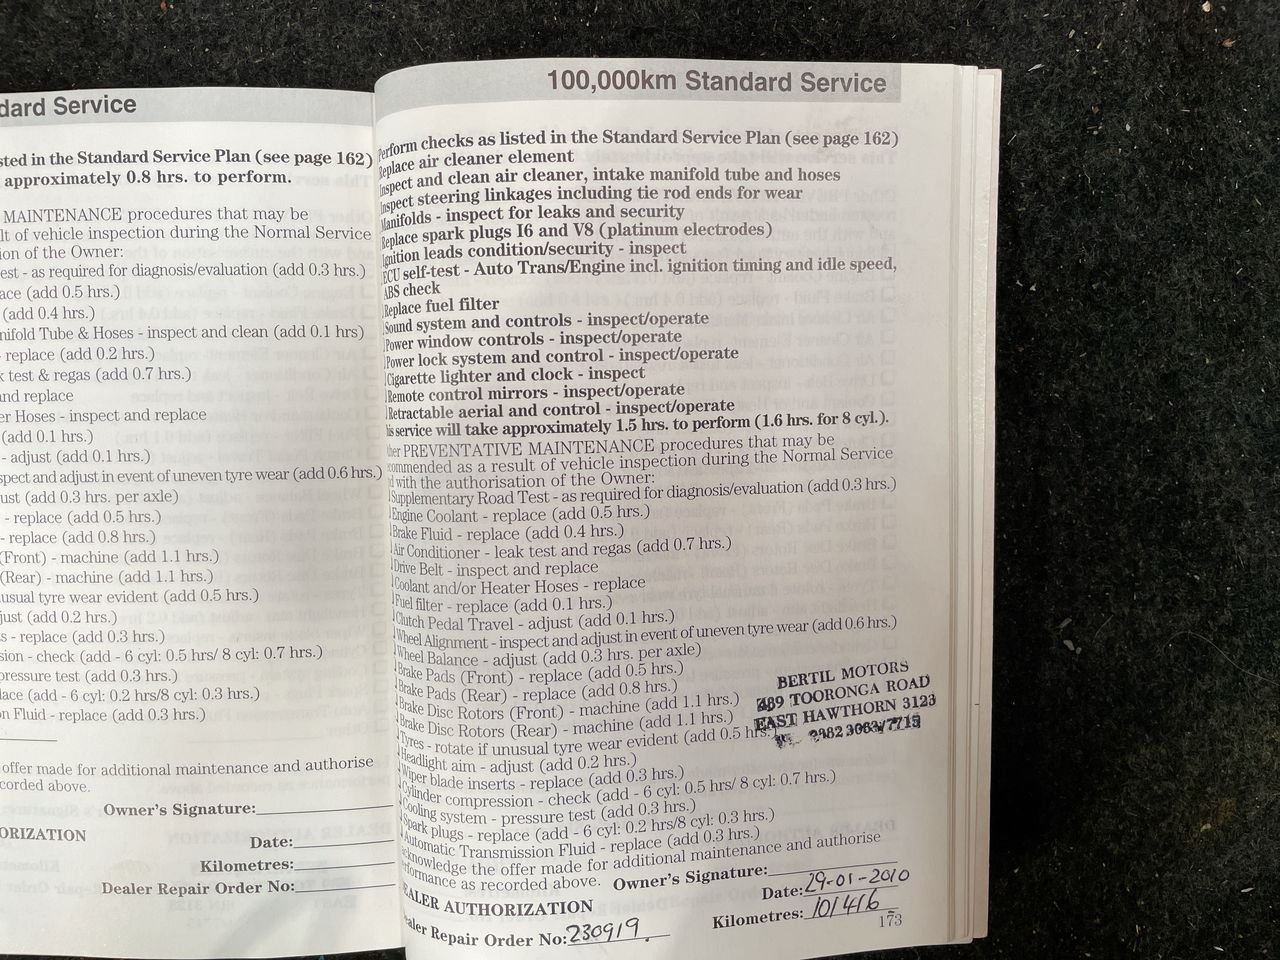 dard Service
sted in the Standard Service Plan (see page 162)
approximately 0.8 hrs. to perform.
MAINTENANCE procedures that may be
lt of vehicle inspection during the Normal Service
ion of the Owner:
est - as required for diagnosis/evaluation (add 0.3 hrs.)
ace (add 0.5 hrs.)
(add 0.4 hrs.)
nifold Tube & Hoses - inspect and clean (add 0.1 hrs)
- replace (add 0.2 hrs.)
k test & regas (add 0.7 hrs.)
and replace
er Hoses - inspect and replace
(add 0.1 hrs.)
- adjust (add 0.1 hrs.)
spect and adjust in event of uneven tyre wear (add 0.6 hrs.)
ust (add 0.3 hrs. per axle)
- replace (add 0.5 hrs.)
- replace (add 0.8 hrs.)
(Front) - machine (add 1.1 hrs.)
(Rear) - machine (add 1.1 hrs.)
usual tyre wear evident (add 0.5 hrs.)
just (add 0.2 hrs.)
s - replace (add 0.3 hrs.)
sion - check (add - 6 cyl: 0.5 hrs/ 8 cyl: 0.7 hrs.)
pressure test (add 0.3 hrs.)
lace (add - 6 cyl: 0.2 hrs/8 cyl: 0.3 hrs.)
n Fluid - replace (add 0.3 hrs.)
offer made for additional maintenance and authorise
corded above.
Owner's Signature:
ORIZATION
Date:
Kilometres:
Dealer Repair Order No:
100,000km Standard Service
Perform checks as listed in the Standard Service Plan (see page 162)
Replace air cleaner element
Inspect and clean air cleaner, intake manifold tube and hoses
Inspect steering linkages including tie rod ends for wear
Manifolds - inspect for leaks and security
Replace spark plugs I6 and V8 (platinum electrodes)
Ignition leads condition/security - inspect
ECU self-test - Auto Trans/Engine incl. ignition timing and idle speed,
ABS check
Replace fuel filter
Sound system and controls - inspect/operate
Power window controls - inspect/operate
Power lock system and control - inspect/operate
Cigarette lighter and clock - inspect
Remote control mirrors - inspect/operate
Retractable aerial and control - inspect/operate
is service will take approximately 1.5 hrs. to perform (1.6 hrs. for 8 cyl.).
her PREVENTATIVE MAINTENANCE procedures that may be
commended as a result of vehicle inspection during the Normal Service
d with the authorisation of the Owner:
Supplementary Road Test - as required for diagnosis/evaluation (add 0.3 hrs.)
Engine Coolant - replace (add 0.5 hrs.)
Brake Fluid - replace (add 0.4 hrs.)
Air Conditioner - leak test and regas (add 0.7 hrs.)
Drive Belt - inspect and replace
Coolant and/or Heater Hoses - replace
Fuel filter - replace (add 0.1 hrs.)
Clutch Pedal Travel - adjust (add 0.1 hrs.)
Wheel Alignment - inspect and adjust in event of uneven tyre wear (add 0.6 hrs.)
Wheel Balance - adjust (add 0.3 hrs. per axle)
Brake Pads (Front) - replace (add 0.5 hrs.)
Brake Pads (Rear) - replace (add 0.8 hrs.)
Brake Disc Rotors (Front) - machine (add 1.1 hrs.)
Brake Disc Rotors (Rear) - machine (add 1.1 hrs.)
Tyres - rotate if unusual tyre wear evident (add 0.5 hrs.)
Headlight aim - adjust (add 0.2 hrs.)
Wiper blade inserts - replace (add 0.3 hrs.)
Cylinder compression - check (add - 6 cyl: 0.5 hrs/ 8 cyl: 0.7 hrs.)
Cooling system - pressure test (add 0.3 hrs.)
Spark plugs - replace (add - 6 cyl: 0.2 hrs/8 cyl: 0.3 hrs.)
Automatic Transmission Fluid - replace (add 0.3 hrs.)
cknowledge the offer made for additional maintenance and authorise
rformance as recorded above. Owner's Signature:
BERTIL MOTORS
489 TOORONGA ROAD
EAST HAWTHORN 3123
EALER AUTHORIZATION
Date: 29-01-2010
ealer Repair Order No: 230919
Kilometres: 101416
173